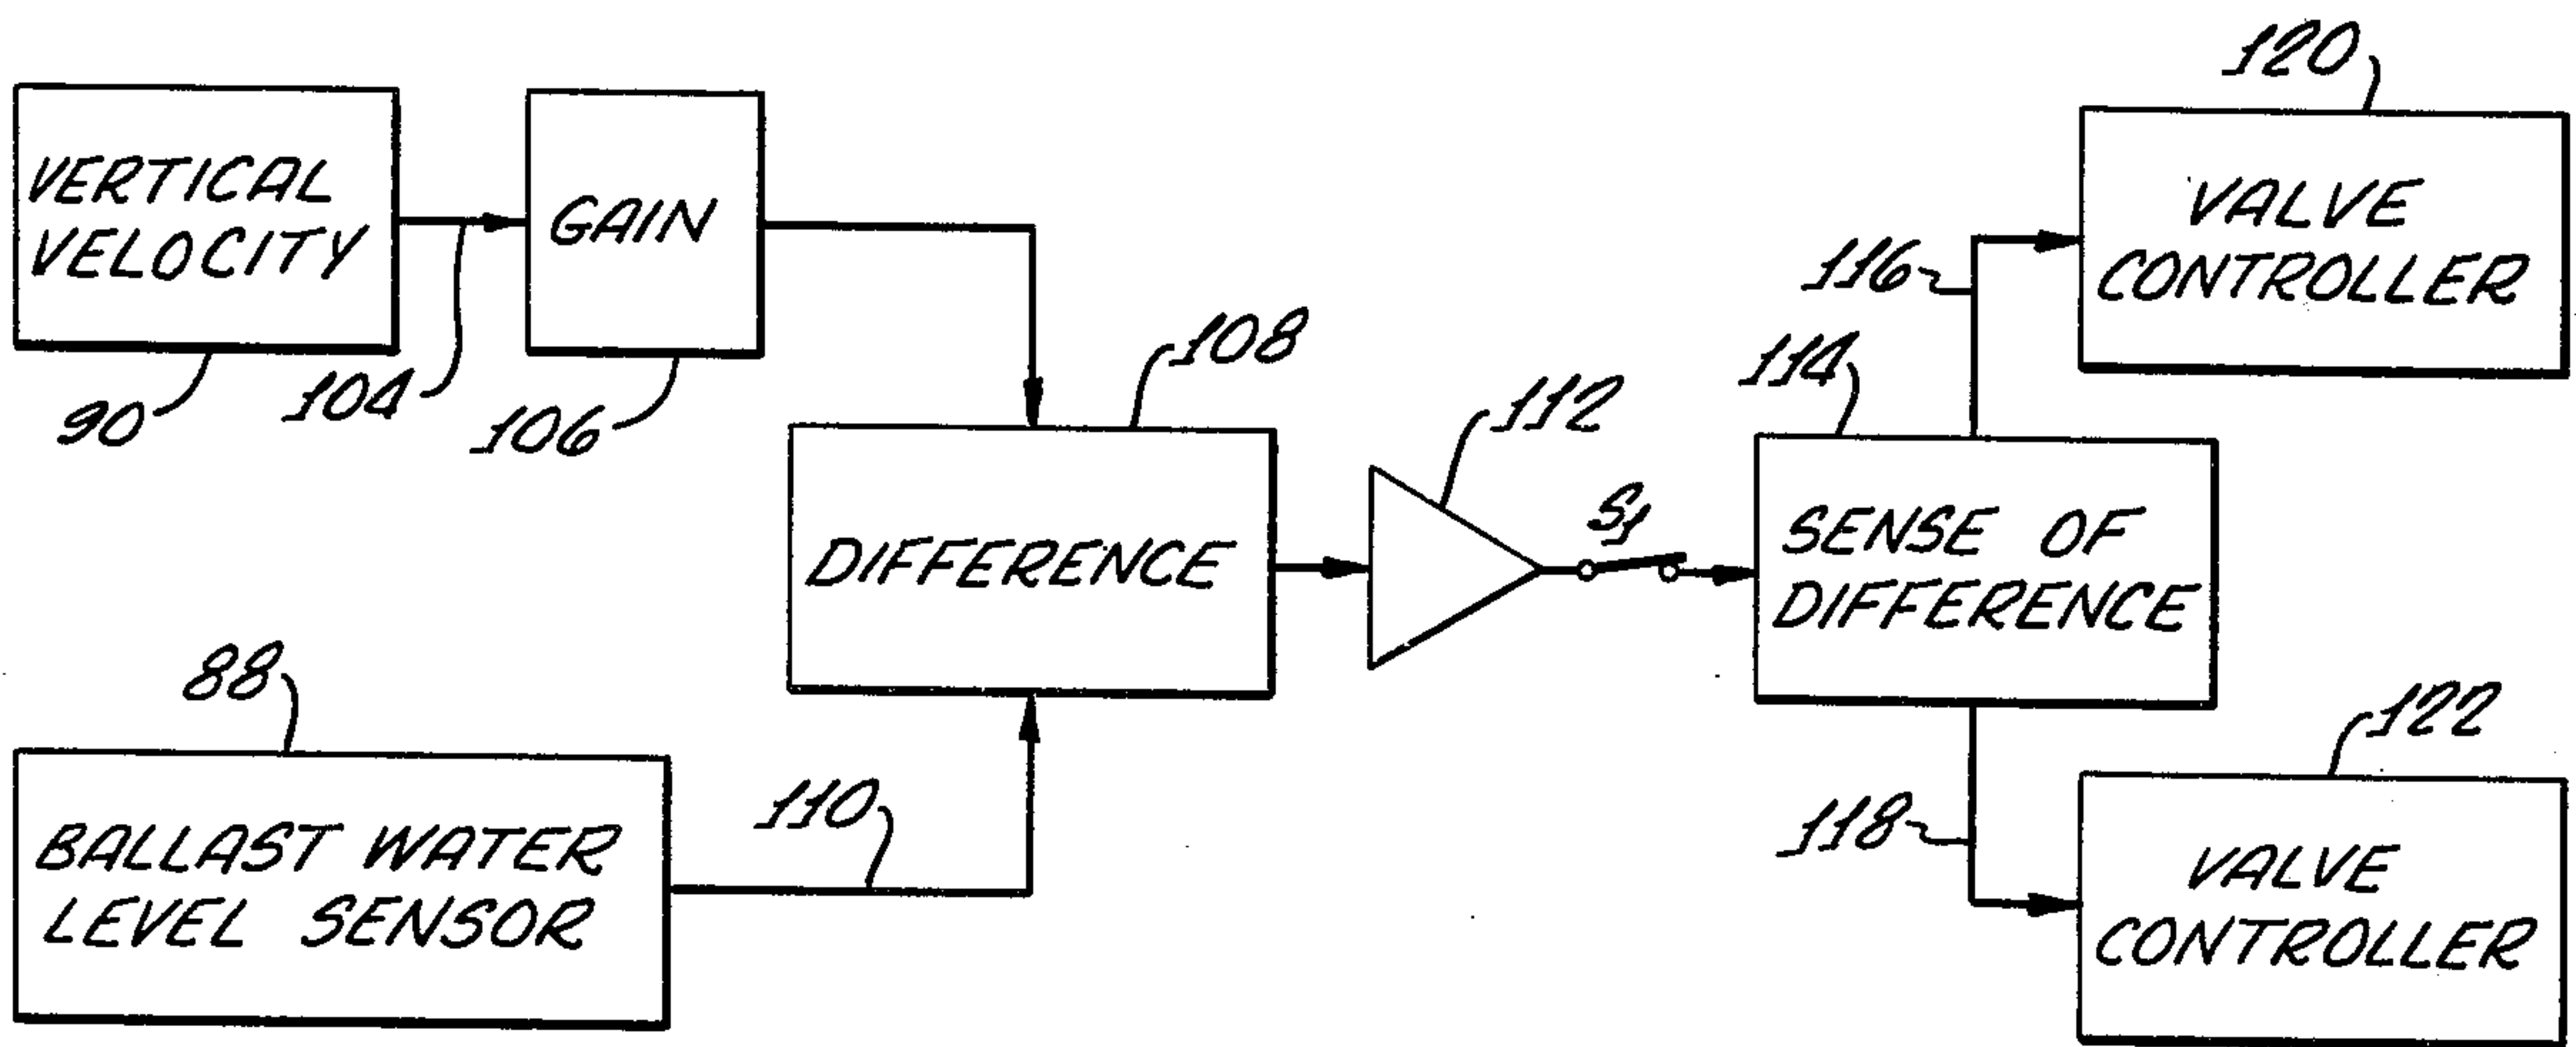 120
VERTICAL
VELOCITY
GAIN
VALVE
CONTROLLER
116
90
104
106
108
114
112
S1
DIFFERENCE
SENSE OF
DIFFERENCE
88
122
110
118
BALLAST WATER
LEVEL SENSOR
VALVE
CONTROLLER